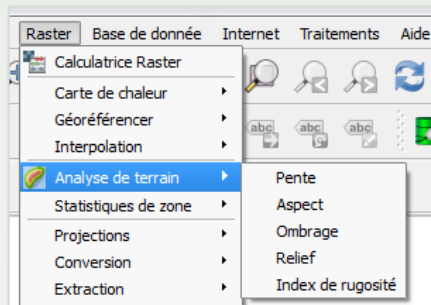 Raster Base de donnée Internet Traitements Aide
Calculatrice Raster
Carte de chaleur
Géoréférencer
Interpolation
Analyse de terrain
Statistiques de zone
Projections
Conversion
Extraction
Pente
Aspect
Ombrage
Relief
Index de rugosité
abc abc abc